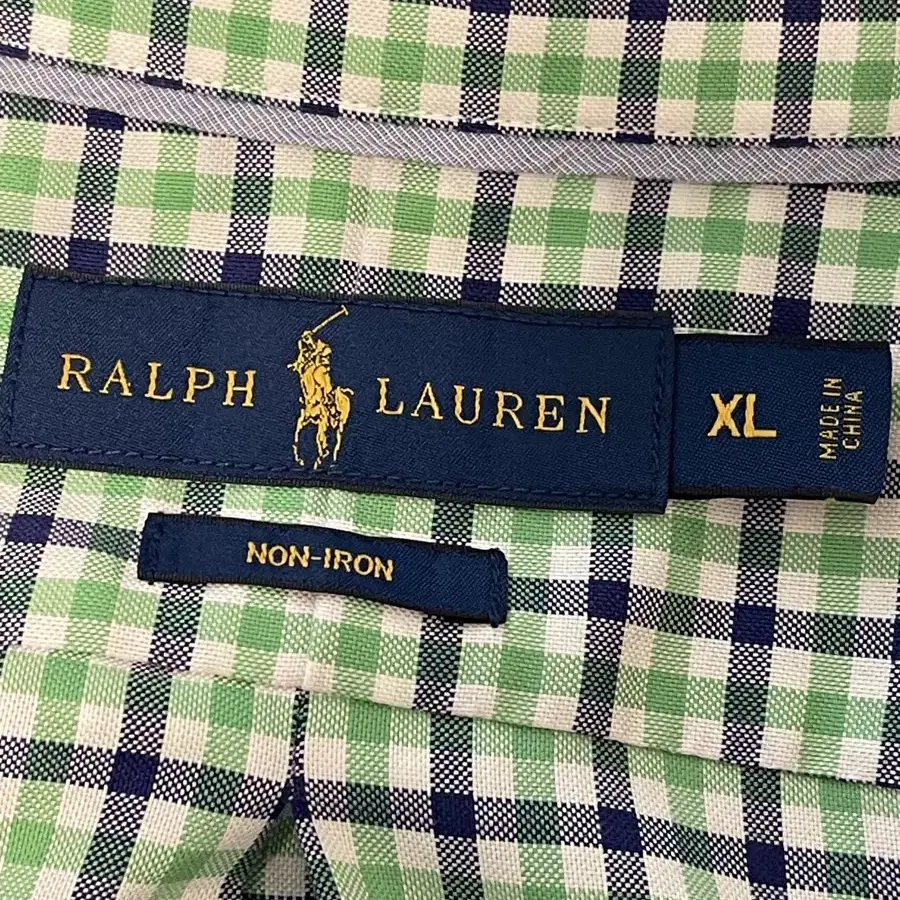 RALPH LAUREN
XL
MADE IN
CHINA
NON-IRON